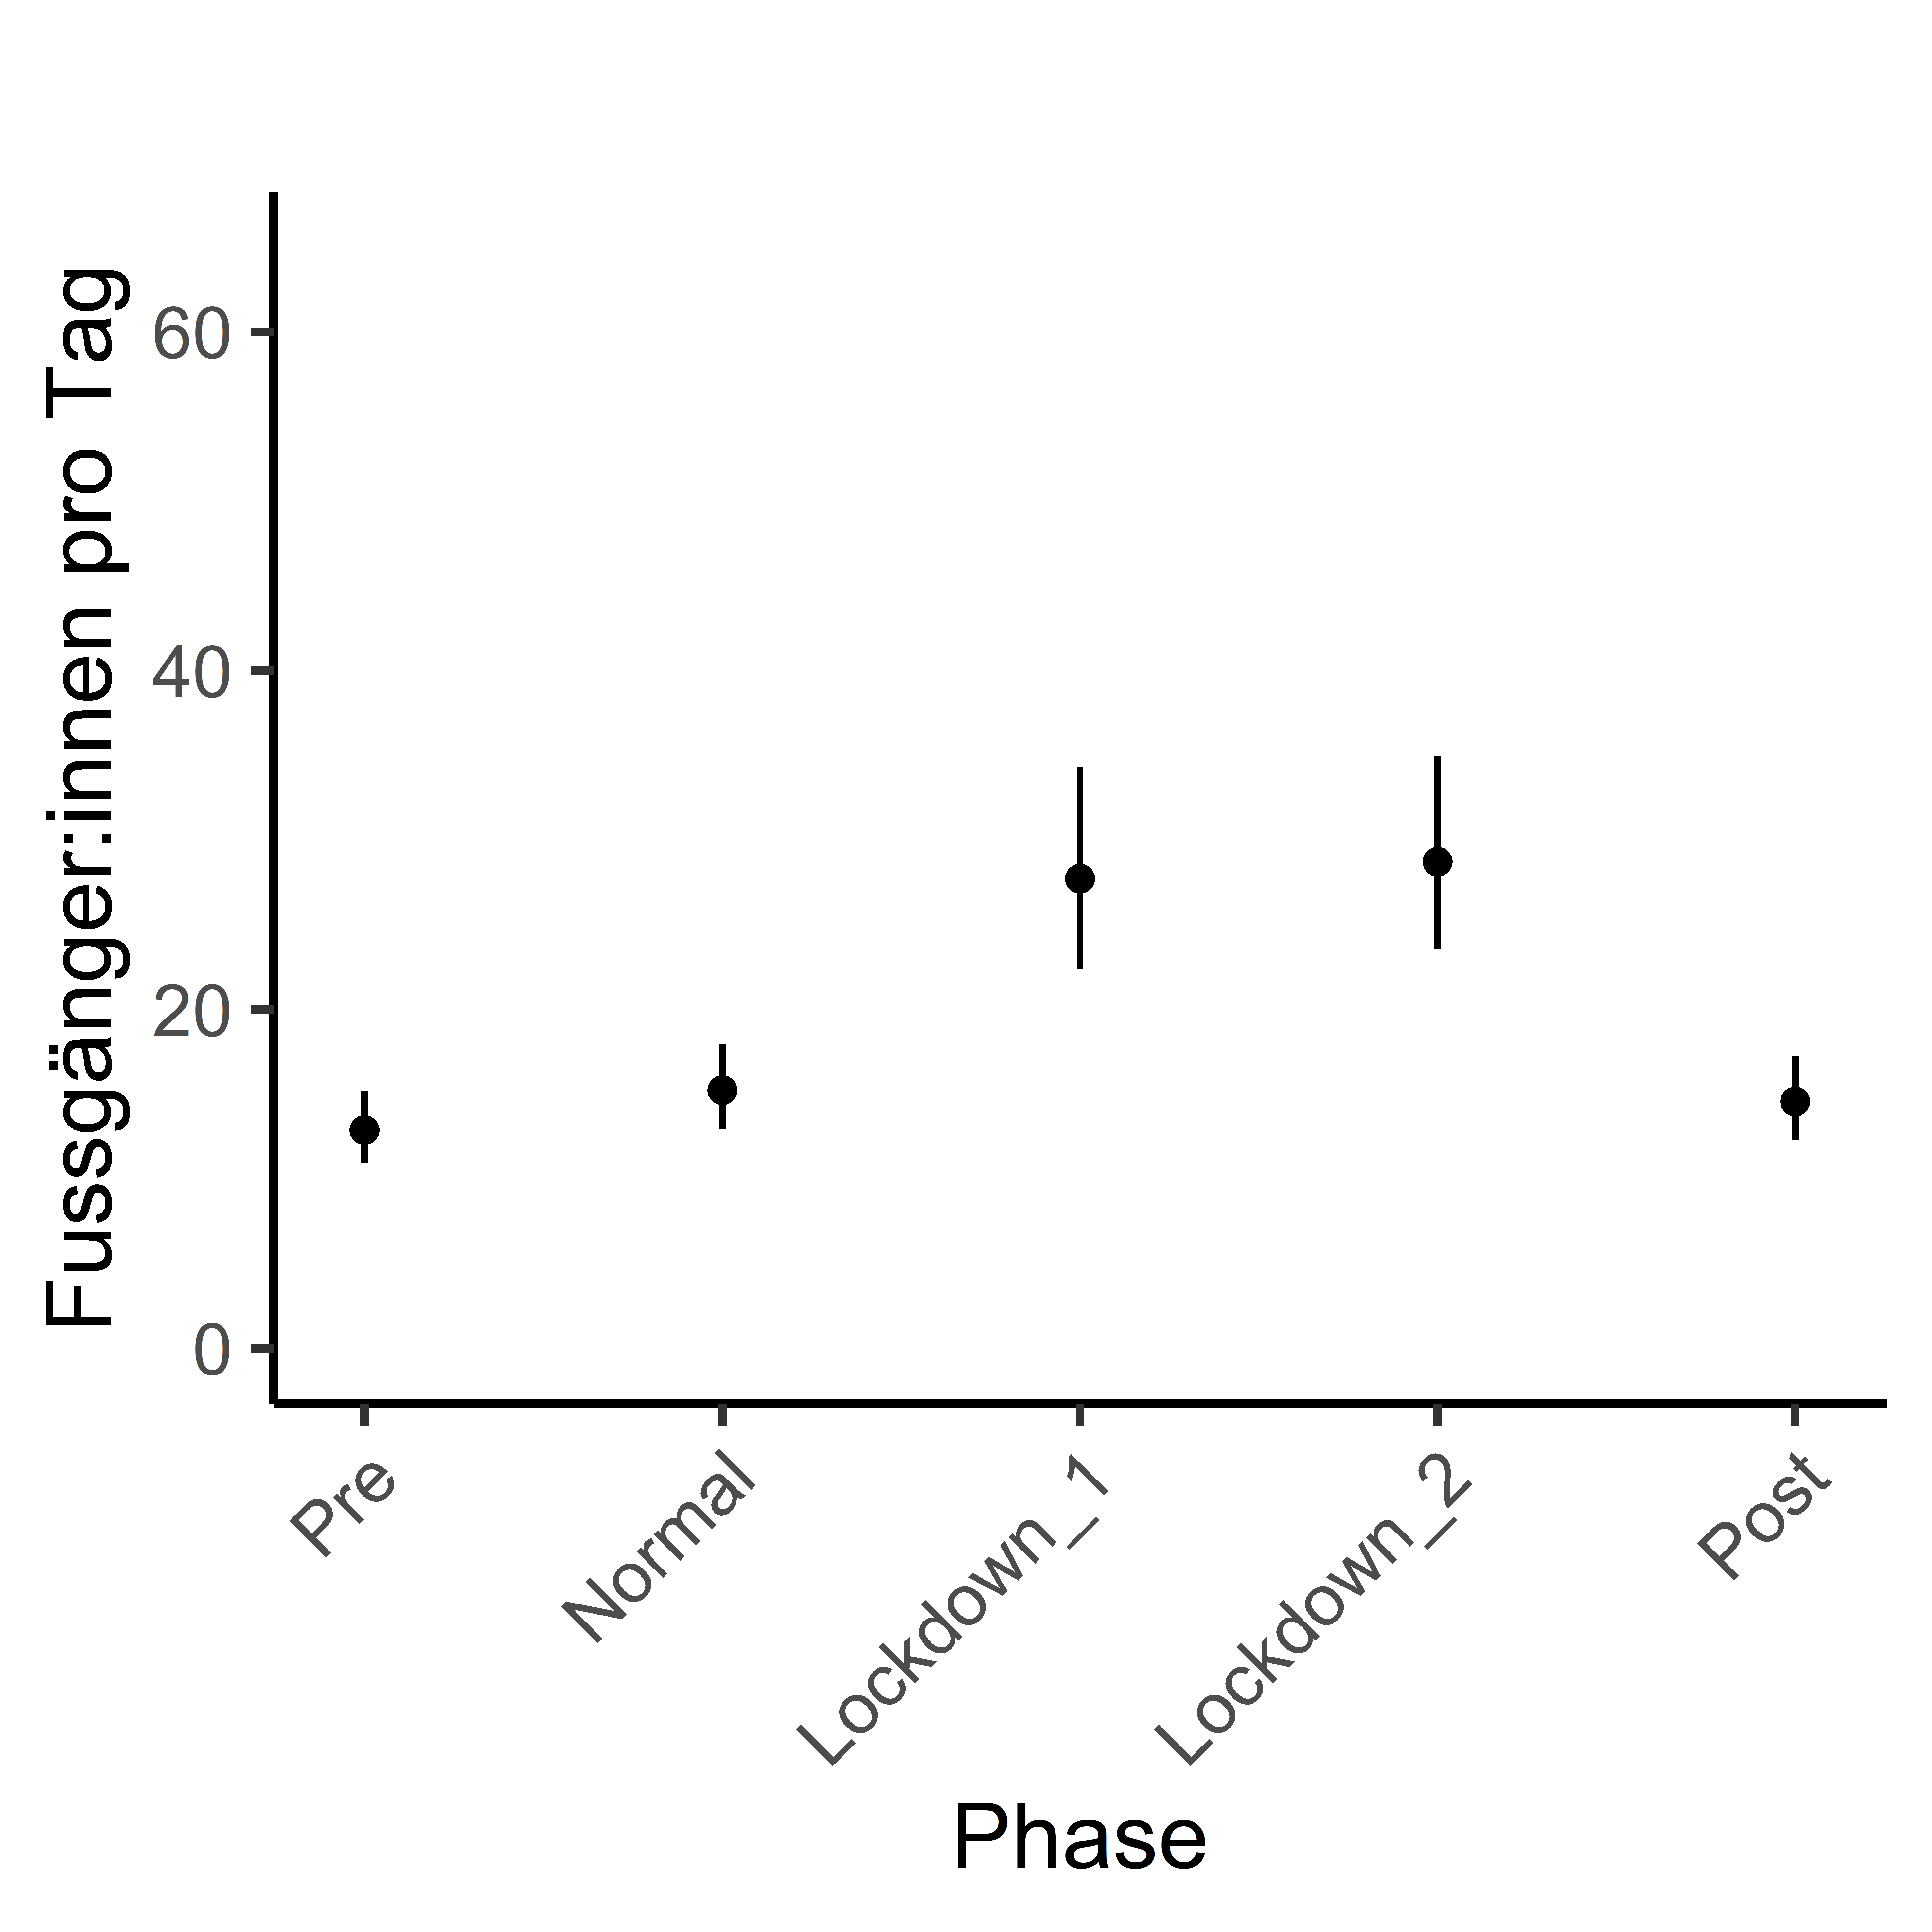 Fussgänger:innen pro Tag
60
40
20
0
Pre
Normal
Lockdown_1
Lockdown_2
Post
Phase